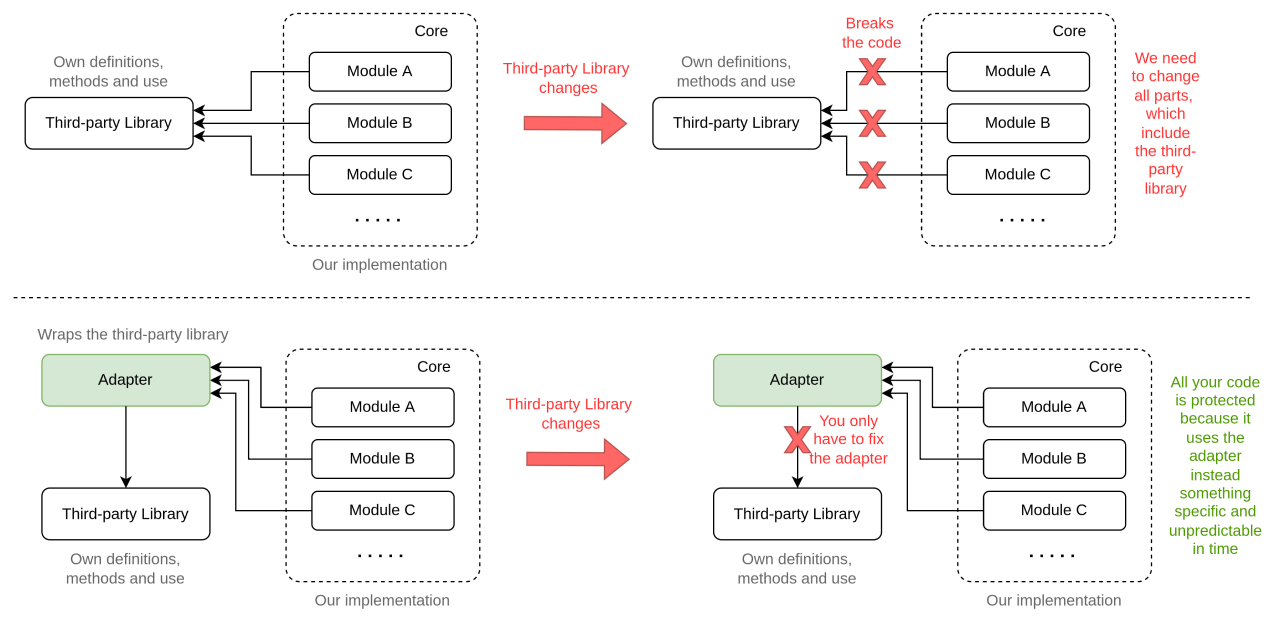 Core
Own definitions,
methods and use
Third-party Library
Module A
Module B
Module C
.....
Our implementation
Third-party Library
changes
Breaks
the code
Core
Own definitions,
methods and use
Third-party Library
Module A
Module B
Module C
.....
We need
to change
all parts,
which
include
the third-
party
library
Wraps the third-party library
Adapter
Core
Module A
Module B
Module C
.....
Third-party Library
Own definitions,
methods and use
Our implementation
Third-party Library
changes
Adapter
You only
have to fix
the adapter
Third-party Library
Own definitions,
methods and use
Core
Module A
Module B
Module C
.....
Our implementation
All your code
is protected
because it
uses the
adapter
instead
something
specific and
unpredictable
in time